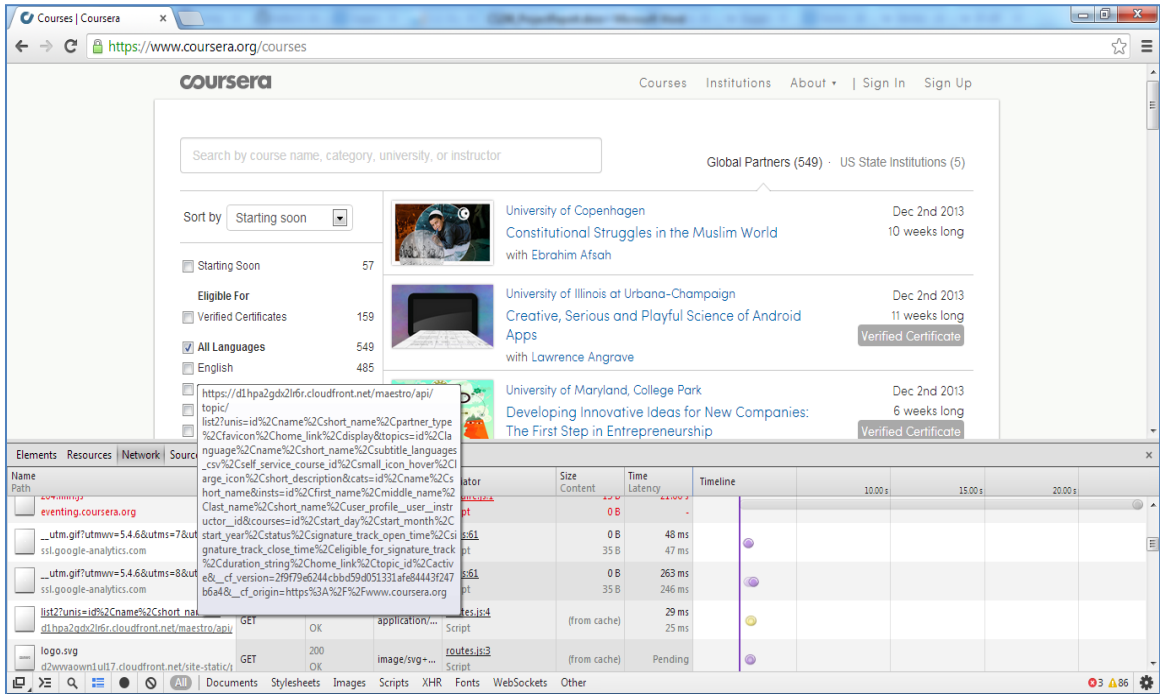 Courses | Coursera
https://www.coursera.org/courses
coursera
Courses Institutions About | Sign In Sign Up
Search by course name, category, university, or instructor
Global Partners (549) · US State Institutions (5)
Sort by Starting soon
Starting Soon 57
Eligible For
Verified Certificates 159
All Languages 549
English 485
University of Copenhagen
Constitutional Struggles in the Muslim World
with Ebrahim Afsah
Dec 2nd 2013
10 weeks long
University of Illinois at Urbana-Champaign
Creative, Serious and Playful Science of Android
Apps
with Lawrence Angrave
Dec 2nd 2013
11 weeks long
Verified Certificate
University of Maryland, College Park
Developing Innovative Ideas for New Companies:
The First Step in Entrepreneurship
Dec 2nd 2013
6 weeks long
Verified Certificate
https://d1hpa2gdx2lr6r.cloudfront.net/maestro/api/
topic/
list2?unis=id%2Cname%2Cshort_name%2Cpartner_type
%2Cfavicon%2Chome_link%2Cdisplay&topics=id%2Cla
nguage%2Cname%2Cshort_name%2Csubtitle_languages
_csv%2Cself_service_course_id%2Csmall_icon_hover%2Cl
arge_icon%2Cshort_description&cats=id%2Cname%2Cs
hort_name&insts=id%2Cfirst_name%2Cmiddle_name%2
Clast_name%2Cshort_name%2Cuser_profile__user__instr
uctor__id&courses=id%2Cstart_day%2Cstart_month%2C
start_year%2Cstatus%2Csignature_track_open_time%2Csi
gnature_track_close_time%2Celigible_for_signature_track
%2Cduration_string%2Chome_link%2Ctopic_id%2Cactiv
e&__cf_version=2f9f79e6244cbbd59d051331afe84443f247
b6a4&__cf_origin=https%3A%2F%2Fwww.coursera.org
Elements Resources Network
Name
Path
Size
Content
Time
Latency
Timeline
10.00 s 15.00 s 20.00 s
eventing.coursera.org 0 B -
__utm.gif?utmwv=5.4.6&utms=7&ut 0 B 48 ms
ssl.google-analytics.com 35 B 47 ms
__utm.gif?utmwv=5.4.6&utms=8&ut 0 B 263 ms
ssl.google-analytics.com 35 B 246 ms
list2?unis=id%2Cname%2Cshort
d1hpa2gdx2lr6r.cloudfront.net/maestro/api/
GET
OK
application/...
Script
(from cache)
29 ms
25 ms
logo.svg
d2wvaown1ul17.cloudfront.net/site-static/
GET
200
OK
image/svg+...
routes.js:3
Script
(from cache)
Pending
All Documents Stylesheets Images Scripts XHR Fonts WebSockets Other
3 86